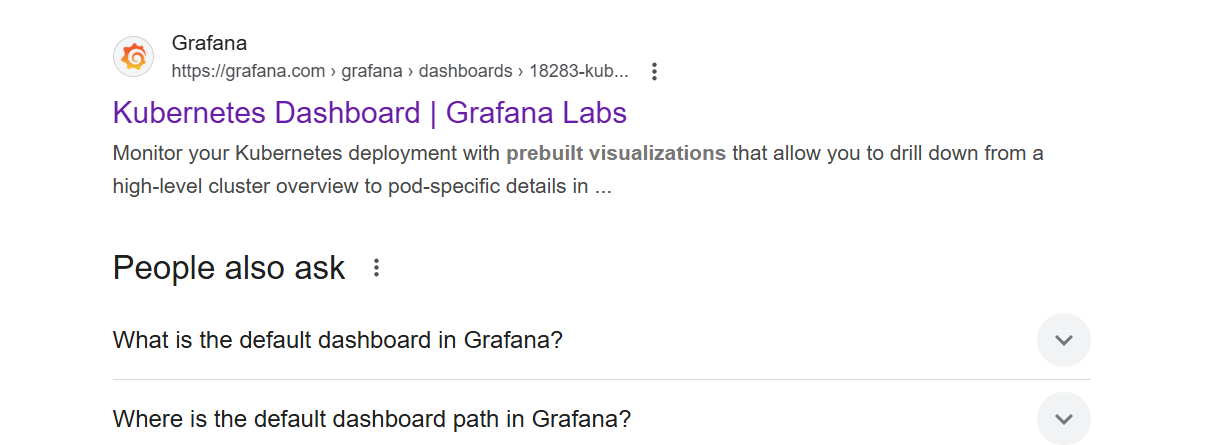 Grafana
https://grafana.com › grafana › dashboards › 18283-kub...
Kubernetes Dashboard | Grafana Labs
Monitor your Kubernetes deployment with prebuilt visualizations that allow you to drill down from a
high-level cluster overview to pod-specific details in ...
People also ask
What is the default dashboard in Grafana?
Where is the default dashboard path in Grafana?